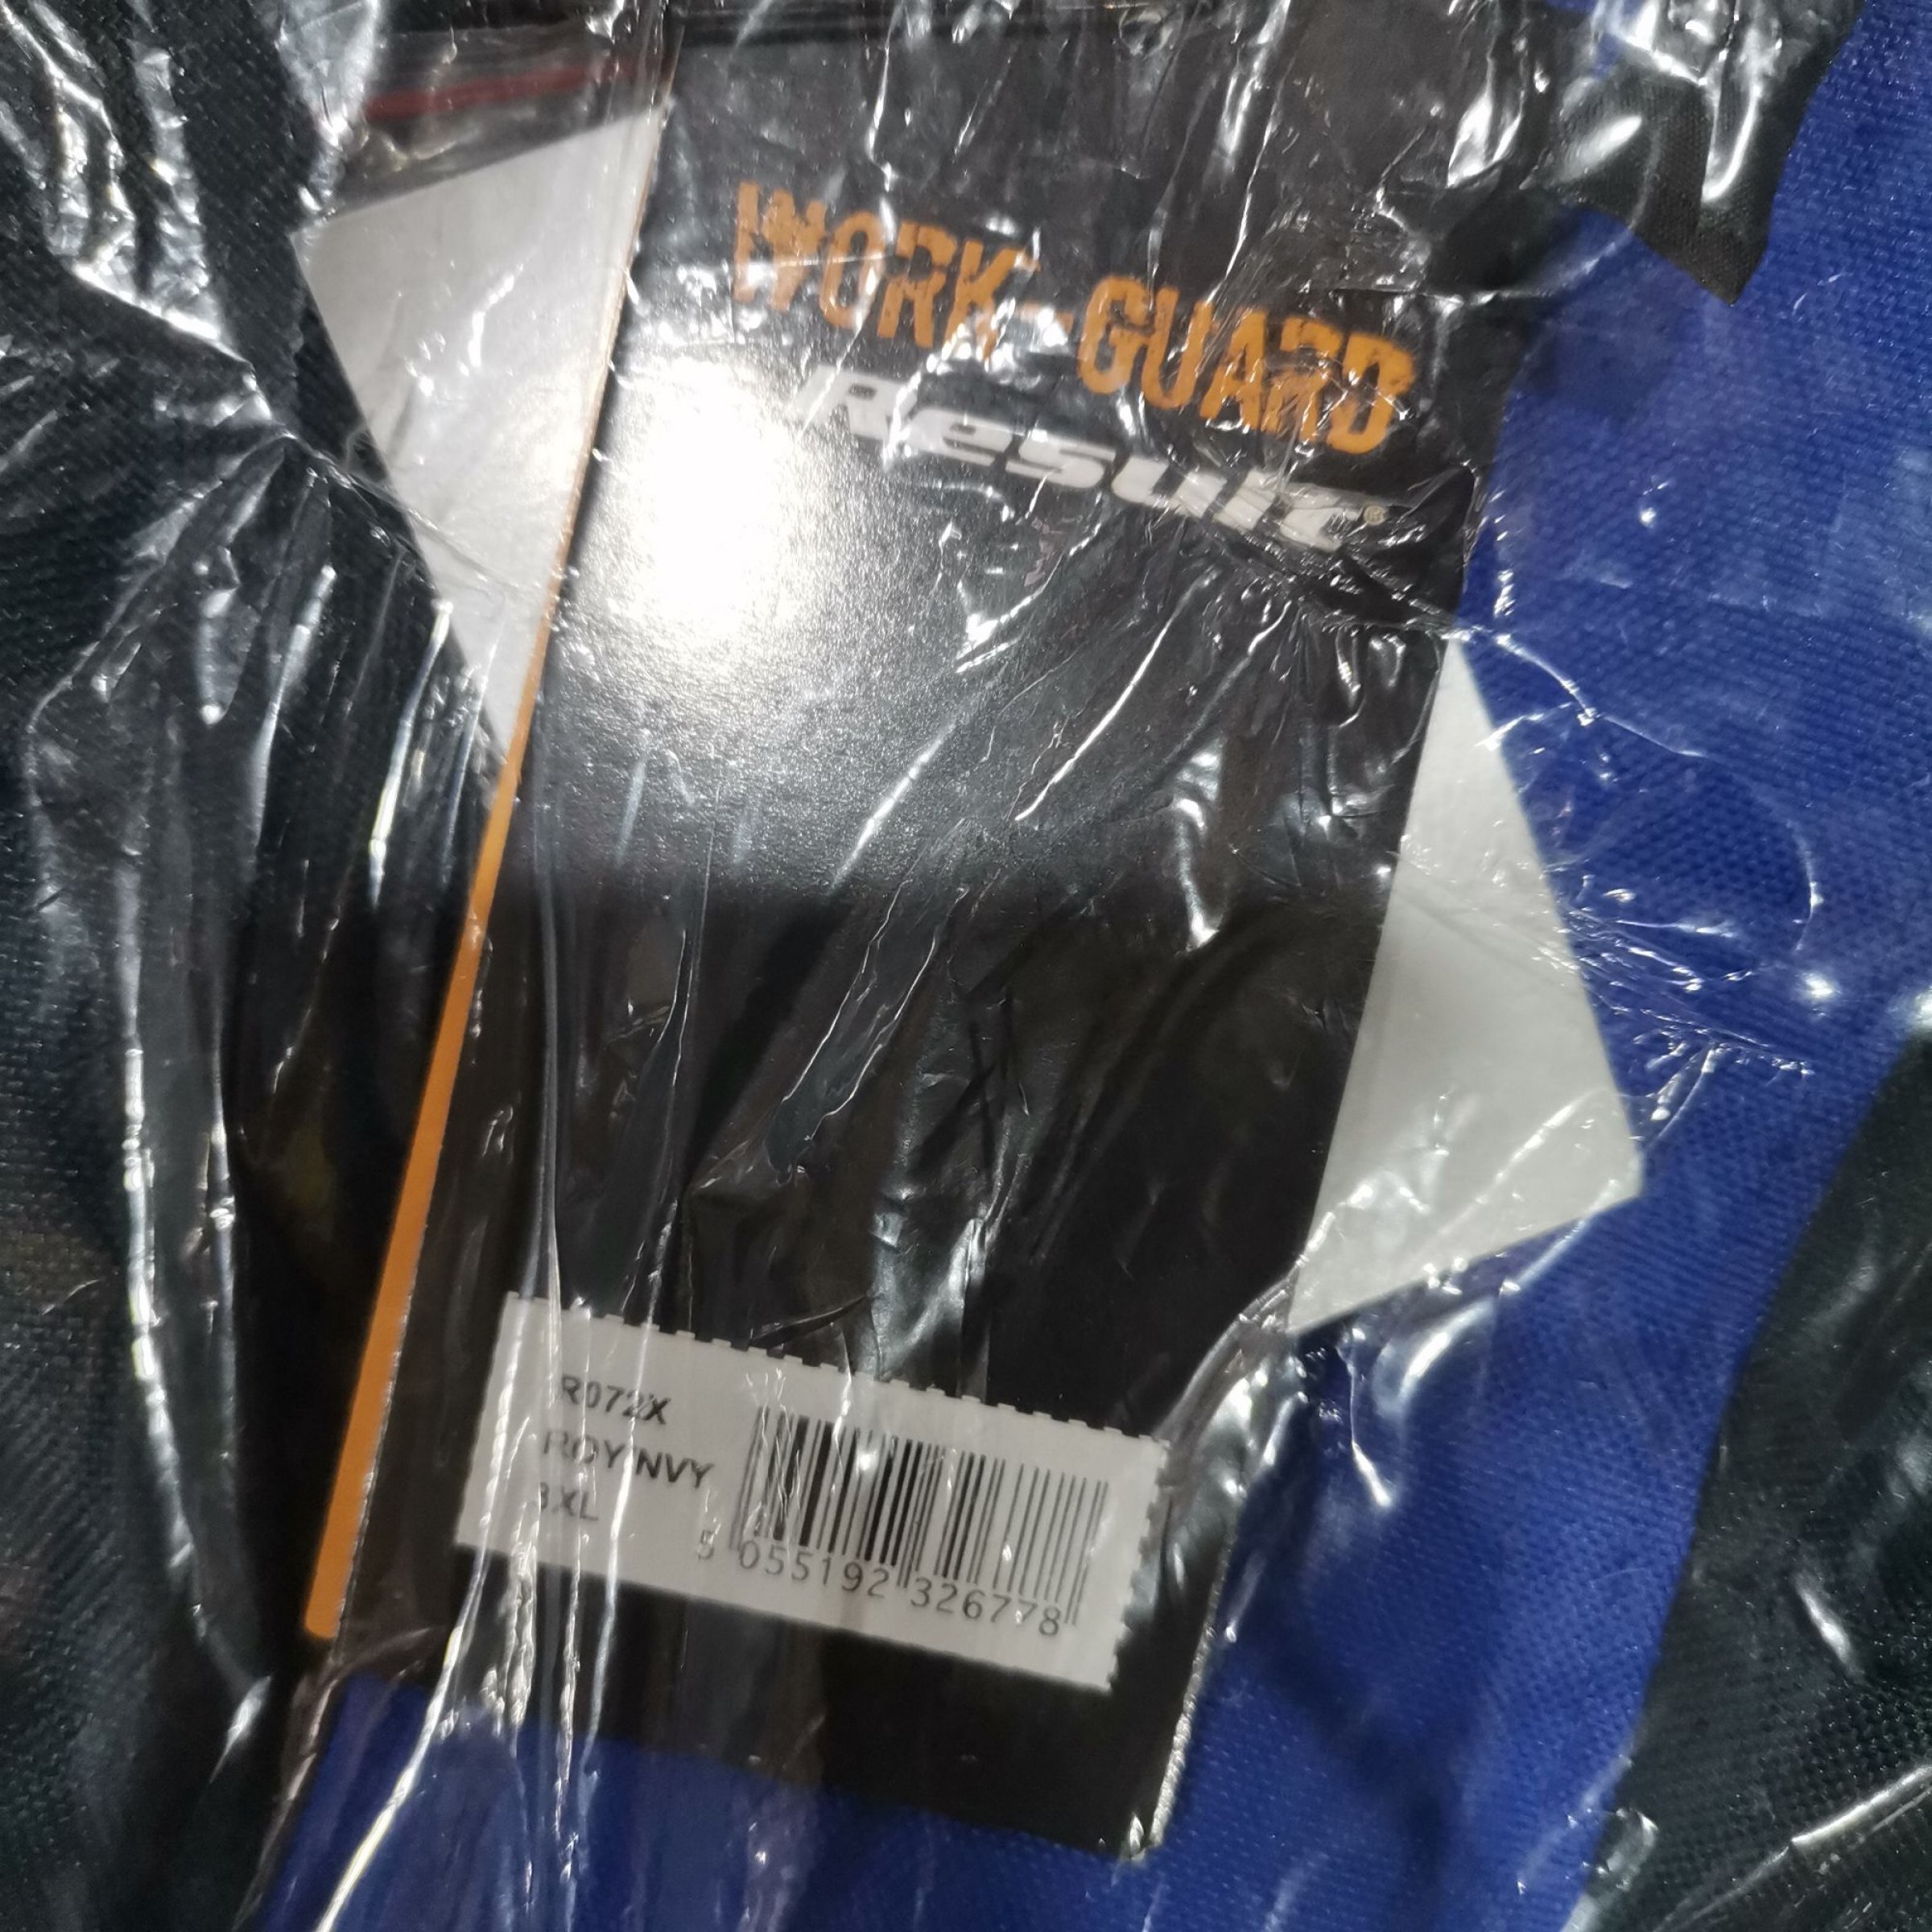 WORK-GUARD
Result®
R072X
ROY/NVY
3XL
5 055192 326778